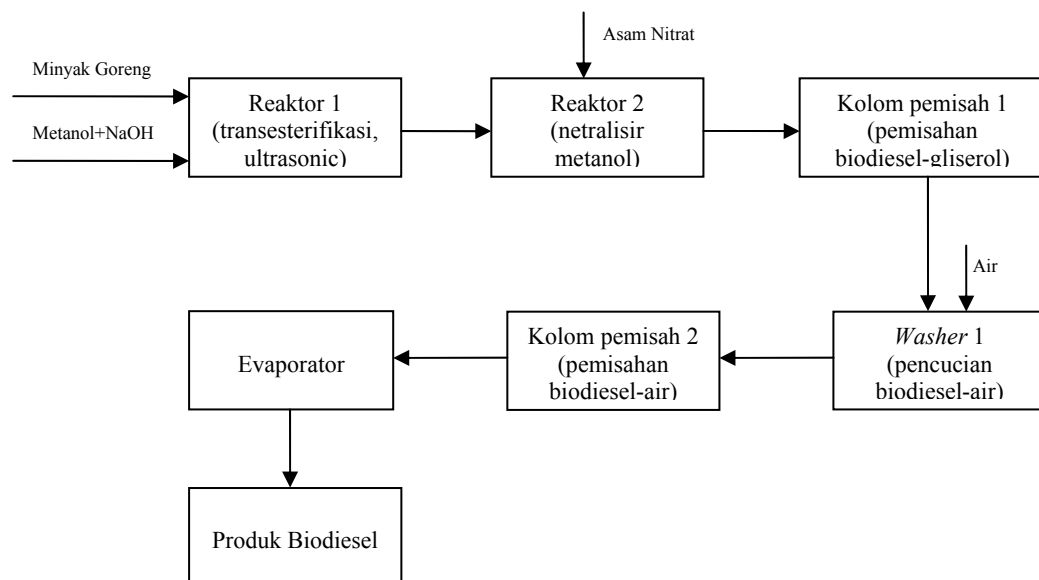 Asam Nitrat
Minyak Goreng
Metanol+NaOH
Reaktor 1
(transesterifikasi,
ultrasonic)
Reaktor 2
(netralisir
metanol)
Kolom pemisah 1
(pemisahan
biodiesel-gliserol)
Air
Washer 1
(pencucian
biodiesel-air)
Kolom pemisah 2
(pemisahan
biodiesel-air)
Evaporator
Produk Biodiesel